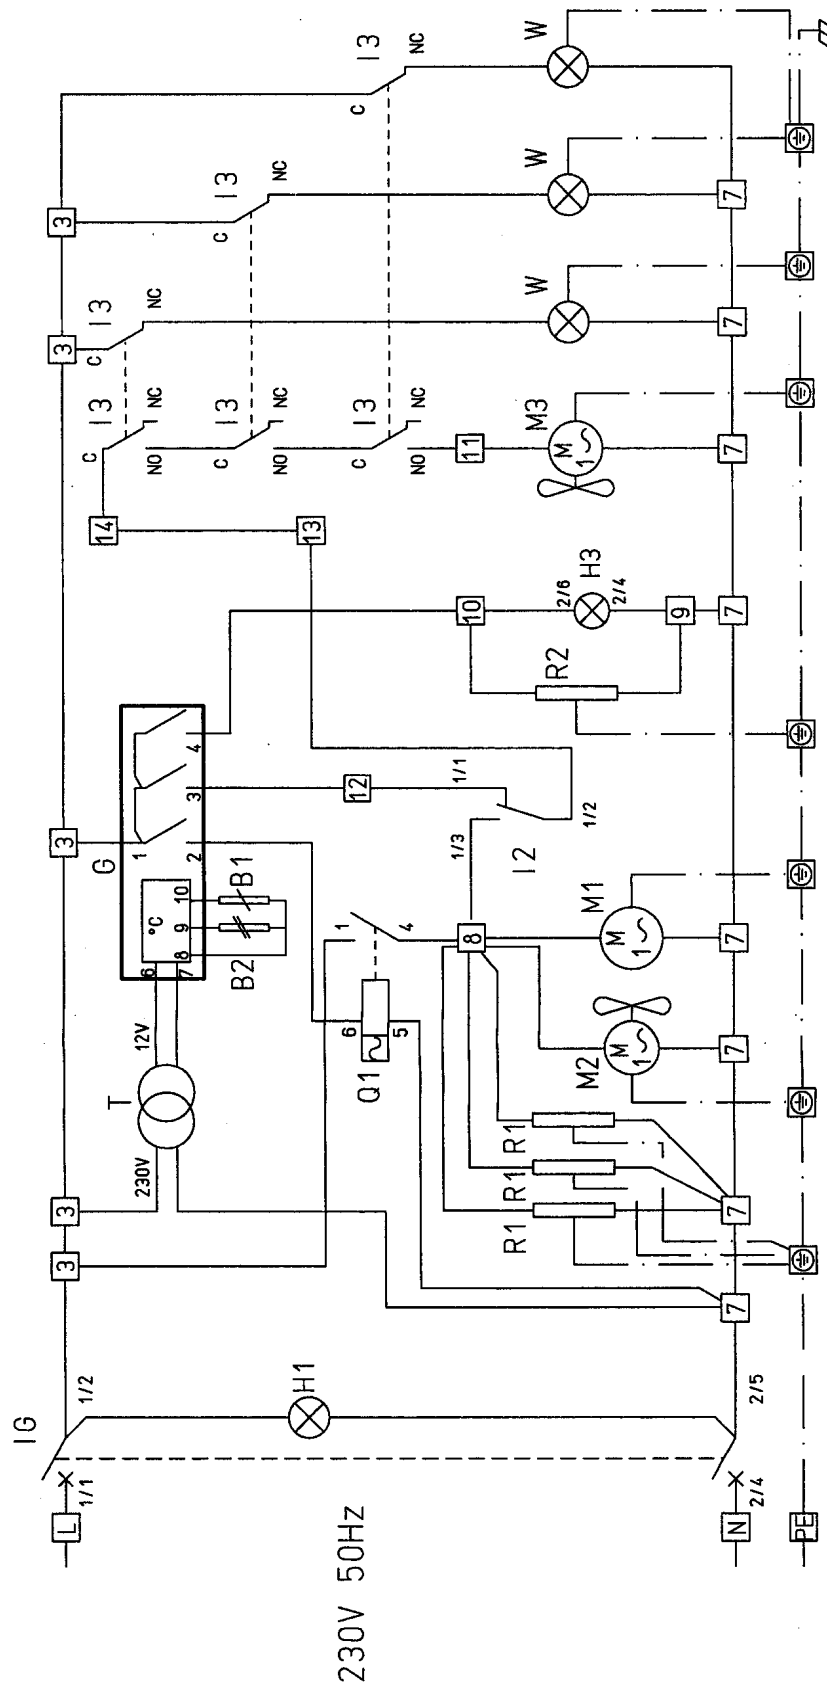 230V 50Hz
L
1/1
IG
1/2
H1
N
2/4
2/5
PE
3
3
230V
T
12V
6
7
8
9
10
°C
G
1
2
3
4
B2
B1
3
3
3
Q1
6
5
1
4
8
R1
R1
R1
M2
M
1~
M1
M
1~
I2
1/3
1/1
1/2
12
R2
10
2/6
H3
2/4
9
14
13
C
I3
NO
NC
C
I3
NO
NC
C
I3
NO
NC
11
M3
M
1~
C
I3
NC
W
C
I3
NC
W
C
I3
NC
W
7
7
7
7
7
7
7
7